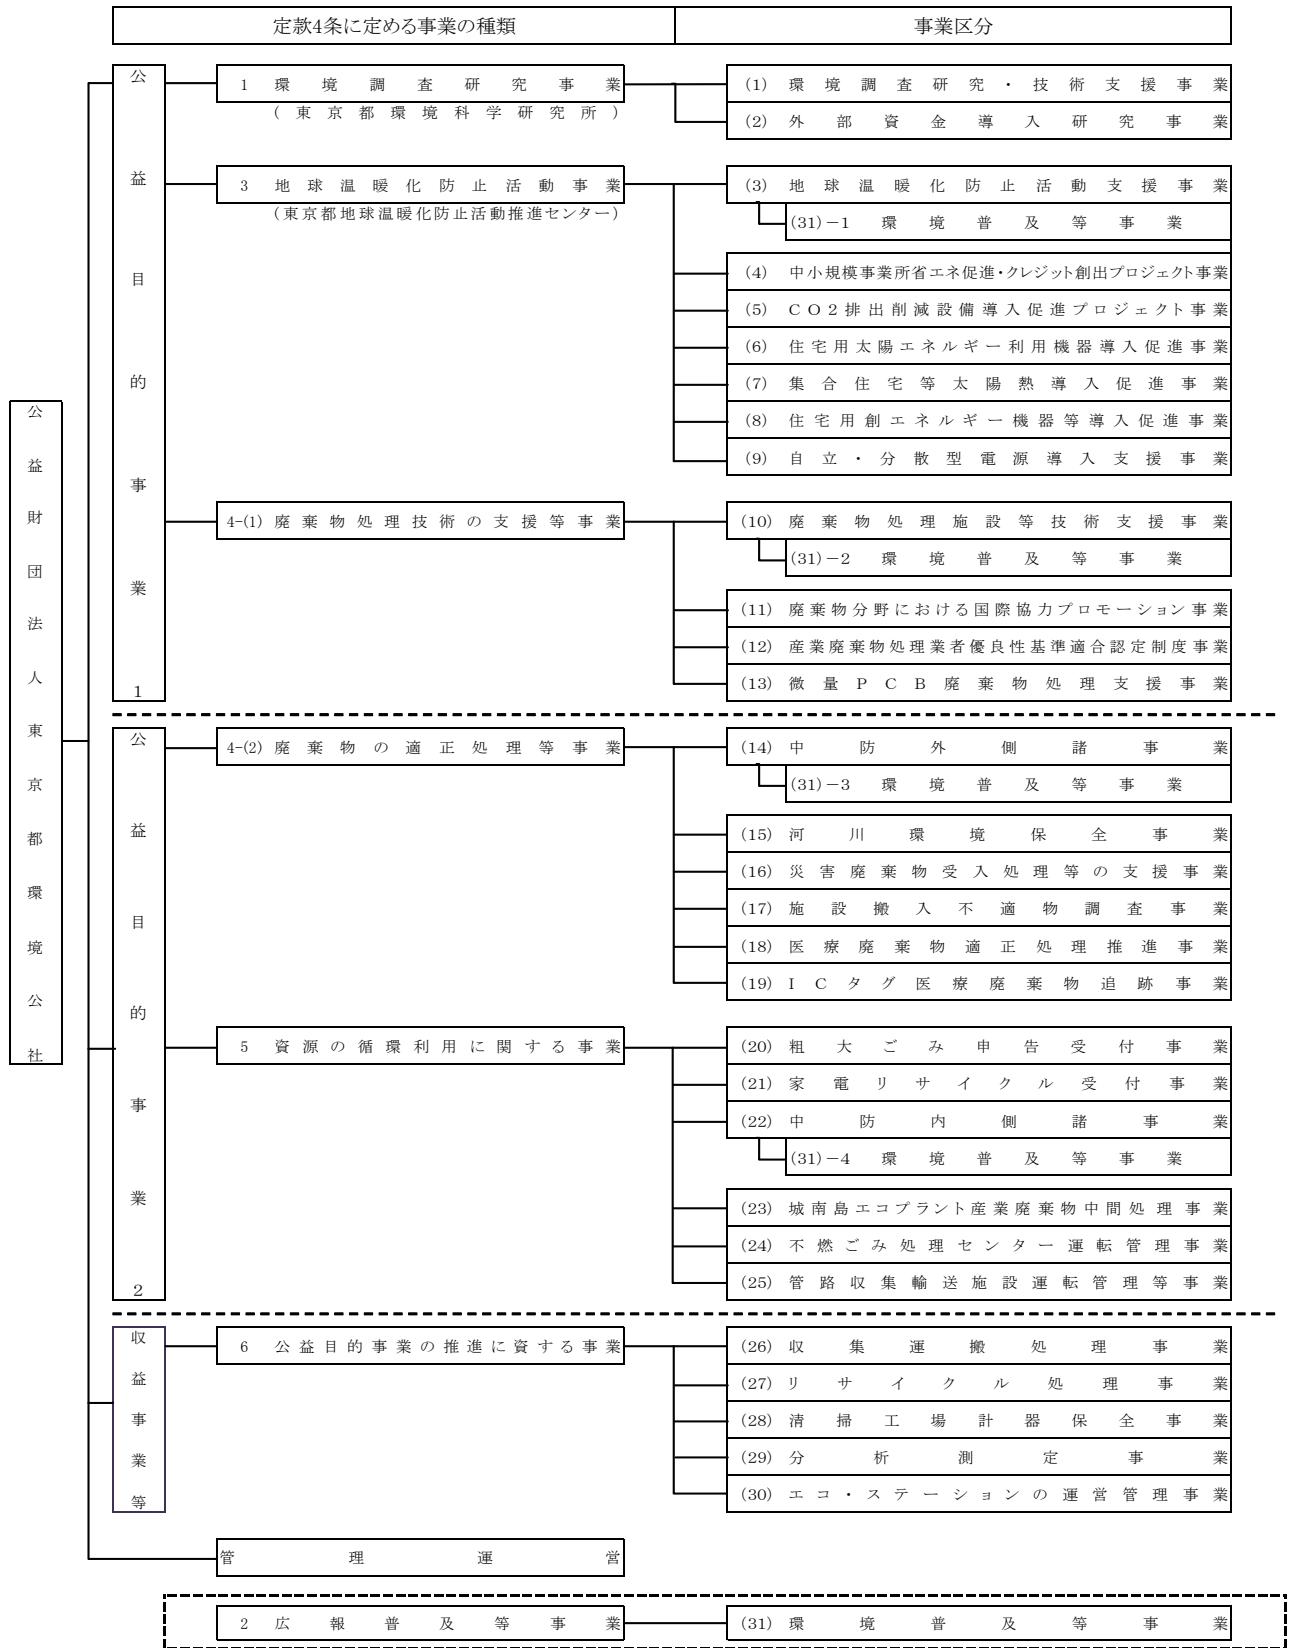 定款4条に定める事業の種類
事業区分
公益財団法人東京都環境公社
公益目的事業1
1 環境調査研究事業
(東京都環境科学研究所)
(1) 環境調査研究・技術支援事業
(2) 外部資金導入研究事業
3 地球温暖化防止活動事業
(東京都地球温暖化防止活動推進センター)
(3) 地球温暖化防止活動支援事業
(31)-1 環境普及等事業
(4) 中小規模事業所省エネ促進・クレジット創出プロジェクト事業
(5) CO2排出削減設備導入促進プロジェクト事業
(6) 住宅用太陽エネルギー利用機器導入促進事業
(7) 集合住宅等太陽熱導入促進事業
(8) 住宅用創エネルギー機器等導入促進事業
(9) 自立・分散型電源導入支援事業
4-(1) 廃棄物処理技術の支援等事業
(10) 廃棄物処理施設等技術支援事業
(31)-2 環境普及等事業
(11) 廃棄物分野における国際協力プロモーション事業
(12) 産業廃棄物処理業者優良性基準適合認定制度事業
(13) 微量PCB廃棄物処理支援事業
公益目的事業2
4-(2) 廃棄物の適正処理等事業
(14) 中防外側諸事業
(31)-3 環境普及等事業
(15) 河川環境保全事業
(16) 災害廃棄物受入処理等の支援事業
(17) 施設搬入不適物調査事業
(18) 医療廃棄物適正処理推進事業
(19) ICタグ医療廃棄物追跡事業
5 資源の循環利用に関する事業
(20) 粗大ごみ申告受付事業
(21) 家電リサイクル受付事業
(22) 中防内側諸事業
(31)-4 環境普及等事業
(23) 城南島エコプラント産業廃棄物中間処理事業
(24) 不燃ごみ処理センター運転管理事業
(25) 管路収集輸送施設運転管理等事業
収益事業等
6 公益目的事業の推進に資する事業
(26) 収集運搬処理事業
(27) リサイクル処理事業
(28) 清掃工場計器保全事業
(29) 分析測定事業
(30) エコ・ステーションの運営管理事業
管理運営
2 広報普及等事業
(31) 環境普及等事業